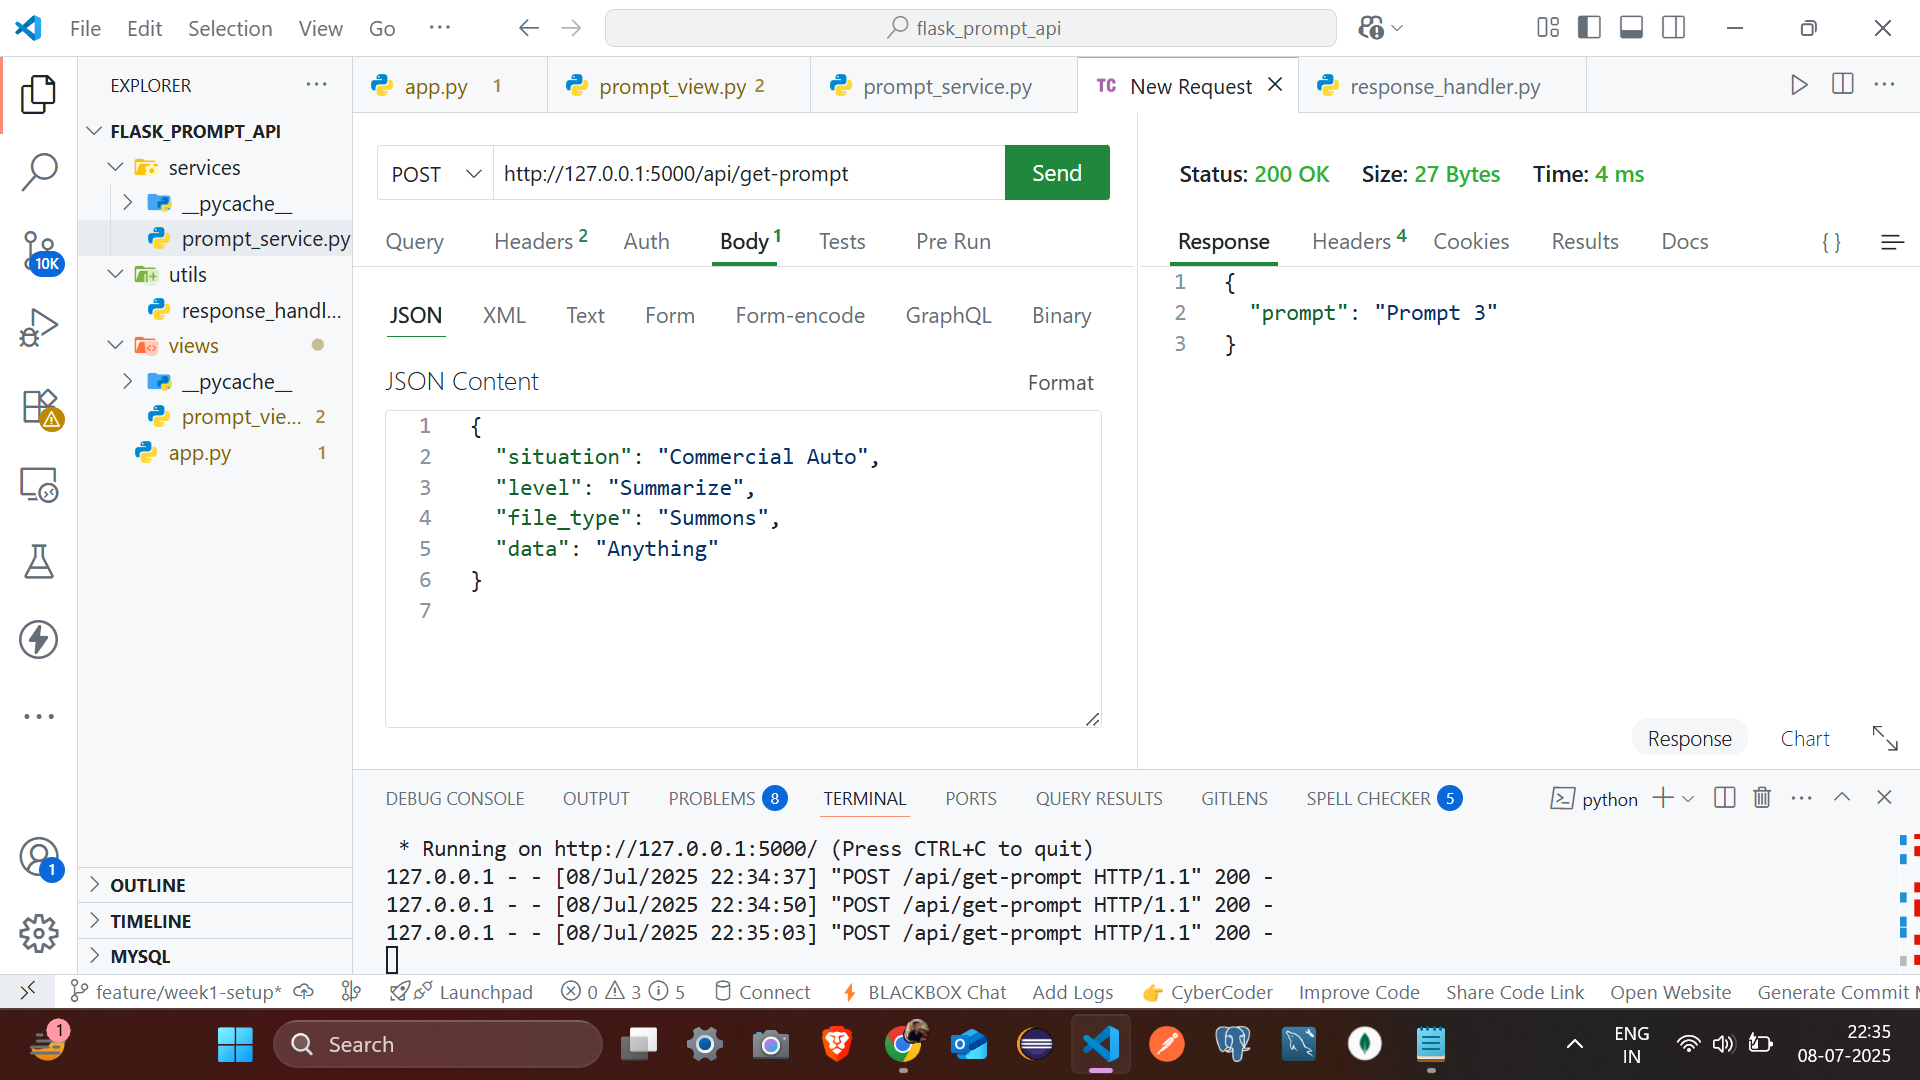 File Edit Selection View Go ···
flask_prompt_api
EXPLORER
FLASK_PROMPT_API
services
__pycache__
prompt_service.py
utils
response_handl...
views
__pycache__
prompt_vie... 2
app.py 1
OUTLINE
TIMELINE
MYSQL
10K
1
app.py 1
prompt_view.py 2
prompt_service.py
TC New Request
response_handler.py
POST http://127.0.0.1:5000/api/get-prompt Send
Query Headers 2 Auth Body 1 Tests Pre Run
JSON XML Text Form Form-encode GraphQL Binary
JSON Content Format
1 {
2 "situation": "Commercial Auto",
3 "level": "Summarize",
4 "file_type": "Summons",
5 "data": "Anything"
6 }
7
Status: 200 OK Size: 27 Bytes Time: 4 ms
Response Headers 4 Cookies Results Docs { }
1 {
2 "prompt": "Prompt 3"
3 }
Response Chart
DEBUG CONSOLE OUTPUT PROBLEMS 8 TERMINAL PORTS QUERY RESULTS GITLENS SPELL CHECKER 5 python
* Running on http://127.0.0.1:5000/ (Press CTRL+C to quit)
127.0.0.1 - - [08/Jul/2025 22:34:37] "POST /api/get-prompt HTTP/1.1" 200 -
127.0.0.1 - - [08/Jul/2025 22:34:50] "POST /api/get-prompt HTTP/1.1" 200 -
127.0.0.1 - - [08/Jul/2025 22:35:03] "POST /api/get-prompt HTTP/1.1" 200 -
feature/week1-setup* Launchpad 0 3 5 Connect BLACKBOX Chat Add Logs CyberCoder Improve Code Share Code Link Open Website Generate Commit M
1
Search
ENG
IN
22:35
08-07-2025